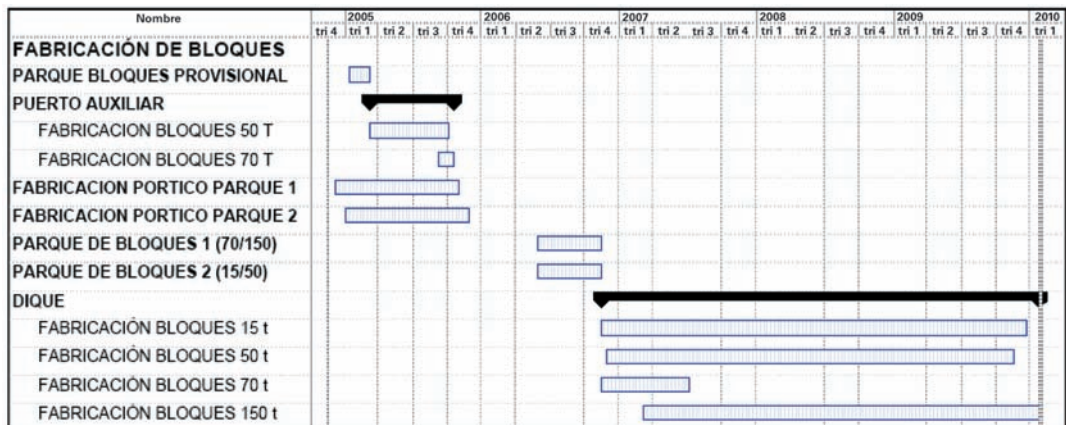 Nombre 2005 2006 2007 2008 2009 2010
tri 4 tri 1 tri 2 tri 3 tri 4 tri 1 tri 2 tri 3 tri 4 tri 1 tri 2 tri 3 tri 4 tri 1 tri 2 tri 3 tri 4 tri 1 tri 2 tri 3 tri 4 tri 1
FABRICACIÓN DE BLOQUES
PARQUE BLOQUES PROVISIONAL
PUERTO AUXILIAR
FABRICACION BLOQUES 50 T
FABRICACION BLOQUES 70 T
FABRICACION PORTICO PARQUE 1
FABRICACION PORTICO PARQUE 2
PARQUE DE BLOQUES 1 (70/150)
PARQUE DE BLOQUES 2 (15/50)
DIQUE
FABRICACIÓN BLOQUES 15 t
FABRICACIÓN BLOQUES 50 t
FABRICACIÓN BLOQUES 70 t
FABRICACIÓN BLOQUES 150 t